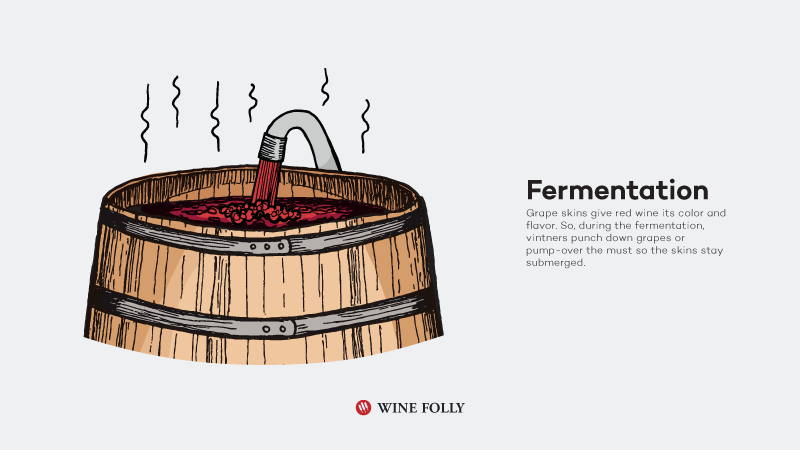 Fermentation
Grape skins give red wine its color and
flavor. So, during the fermentation,
vintners punch down grapes or
pump-over the must so the skins stay
submerged.
WINE FOLLY